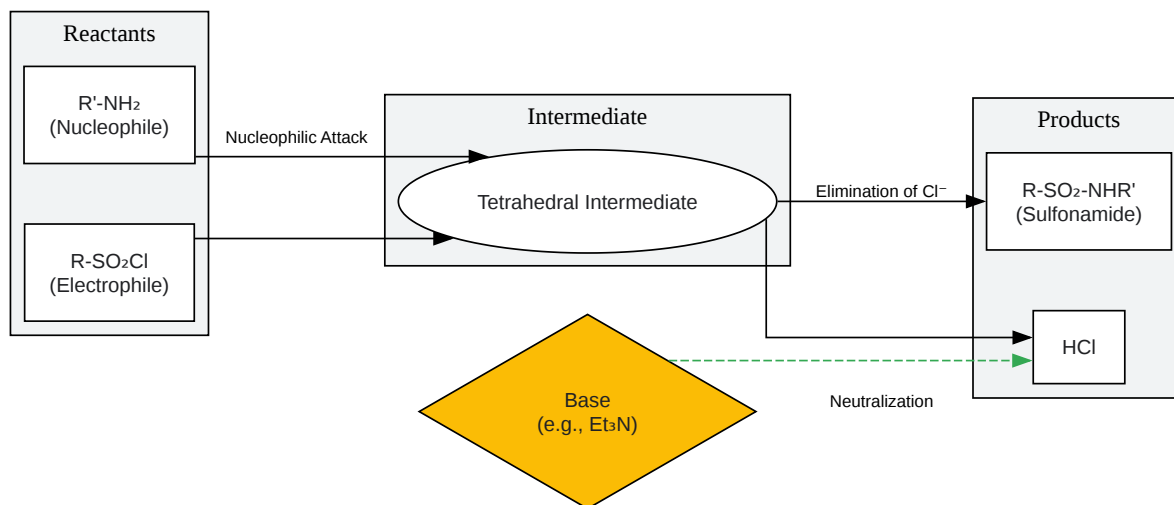 Reactants
R'-NH₂
(Nucleophile)
R-SO₂Cl
(Electrophile)
Nucleophilic Attack
Intermediate
Tetrahedral Intermediate
Elimination of Cl⁻
Products
R-SO₂-NHR'
(Sulfonamide)
HCl
Base
(e.g., Et₃N)
Neutralization